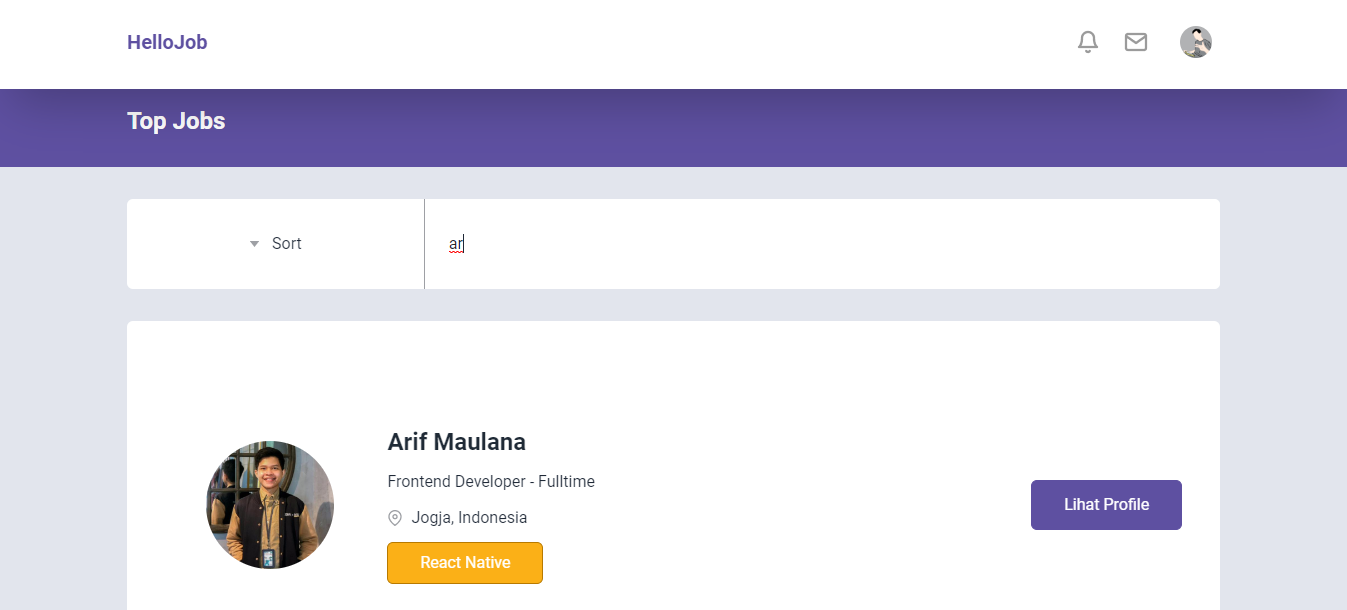 HelloJob
Top Jobs
Sort
ar
Arif Maulana
Frontend Developer - Fulltime
Jogja, Indonesia
Lihat Profile
React Native